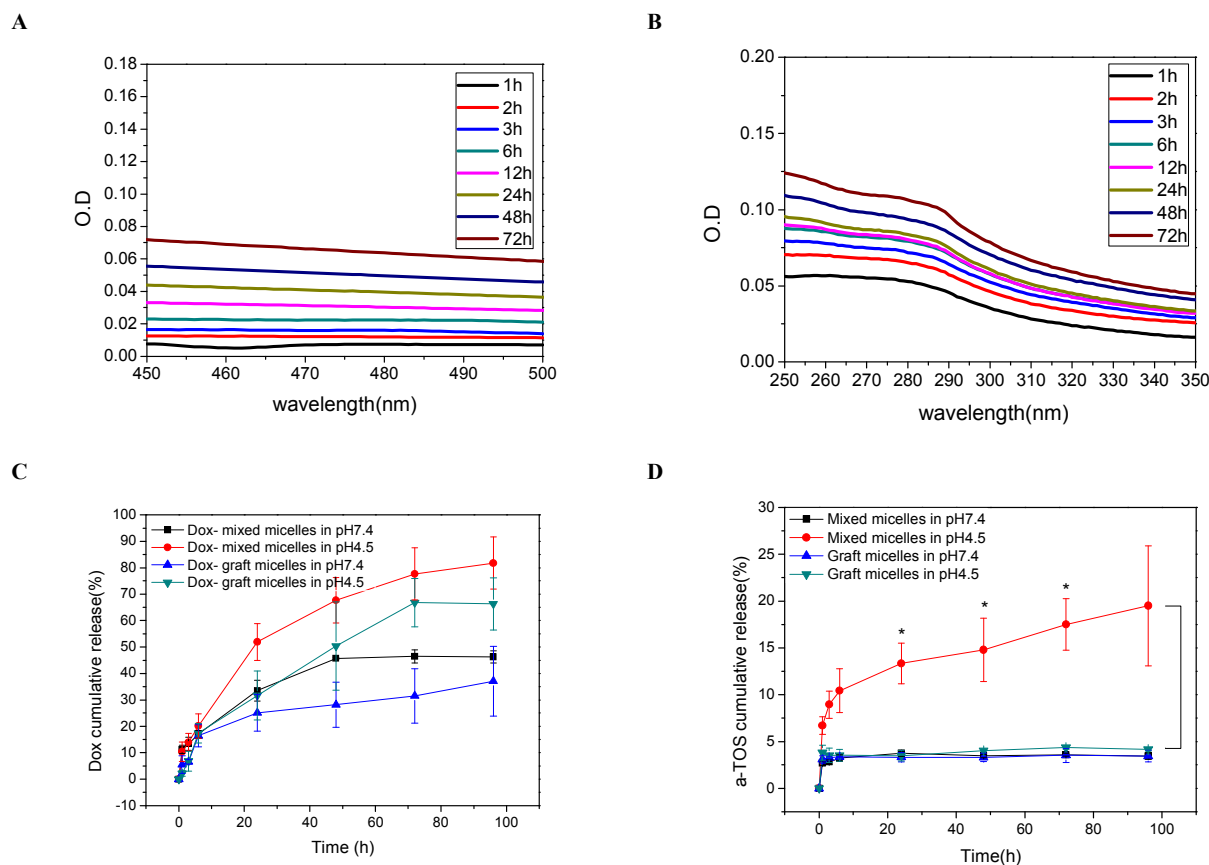 A
0.18
0.16
0.14
0.12
0.10
0.08
0.06
0.04
0.02
0.00
O.D
1h
2h
3h
6h
12h
24h
48h
72h
450 460 470 480 490 500
wavelength(nm)
B
0.20
0.15
0.10
0.05
0.00
O.D
1h
2h
3h
6h
12h
24h
48h
72h
250 260 270 280 290 300 310 320 330 340 350
wavelength(nm)
C
100
90
80
70
60
50
40
30
20
10
0
-10
Dox cumulative release(%)
Dox- mixed micelles in pH7.4
Dox- mixed micelles in pH4.5
Dox- graft micelles in pH7.4
Dox- graft micelles in pH4.5
0 20 40 60 80 100
Time (h)
D
30
25
20
15
10
5
0
a-TOS cumulative release(%)
Mixed micelles in pH7.4
Mixed micelles in pH4.5
Graft micelles in pH7.4
Graft micelles in pH4.5
* * *
0 20 40 60 80 100
Time(h)